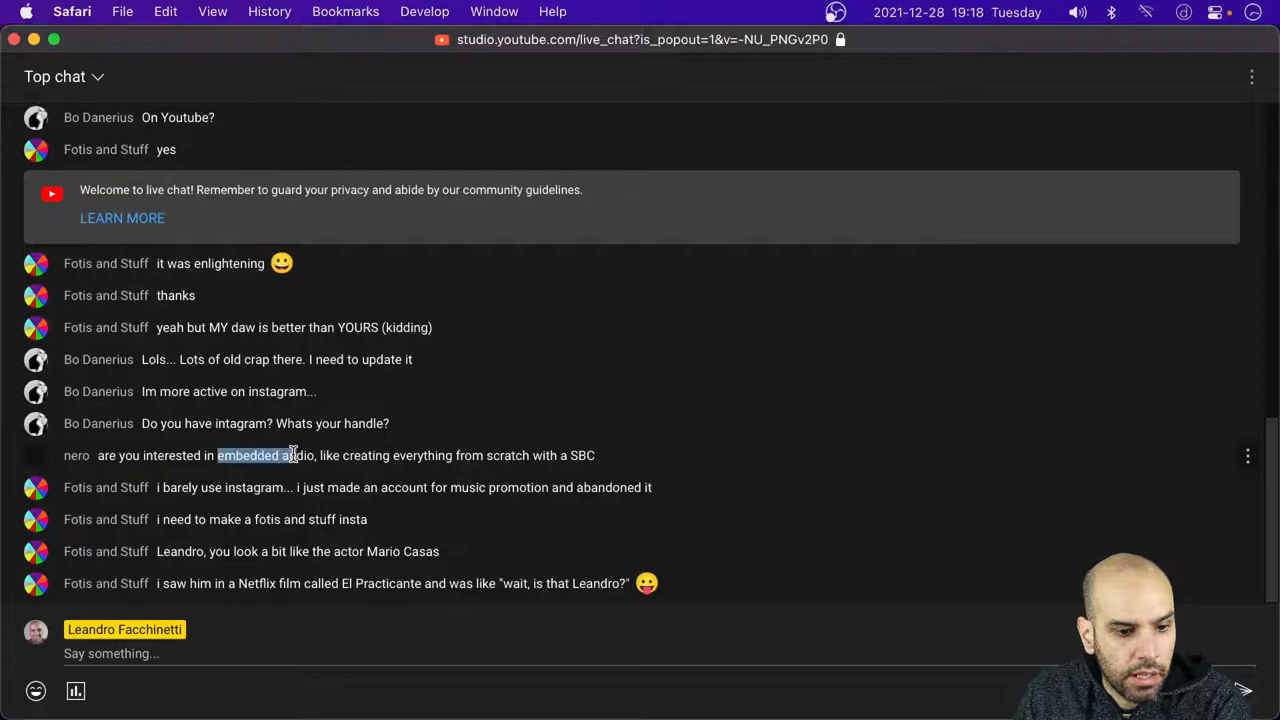 Safari File Edit View History Bookmarks Develop Window Help 2021-12-28 19:18 Tuesday
studio.youtube.com/live_chat?is_popout=1&v=-NU_PNGv2P0
Top chat
Bo Danerius On Youtube?
Fotis and Stuff yes
Welcome to live chat! Remember to guard your privacy and abide by our community guidelines.
LEARN MORE
Fotis and Stuff it was enlightening 😀
Fotis and Stuff thanks
Fotis and Stuff yeah but MY daw is better than YOURS (kidding)
Bo Danerius Lols... Lots of old crap there. I need to update it
Bo Danerius Im more active on instagram...
Bo Danerius Do you have intagram? Whats your handle?
nero are you interested in embedded audio, like creating everything from scratch with a SBC
Fotis and Stuff i barely use instagram... i just made an account for music promotion and abandoned it
Fotis and Stuff i need to make a fotis and stuff insta
Fotis and Stuff Leandro, you look a bit like the actor Mario Casas
Fotis and Stuff i saw him in a Netflix film called El Practicante and was like "wait, is that Leandro?" 😛
Leandro Facchinetti
Say something...